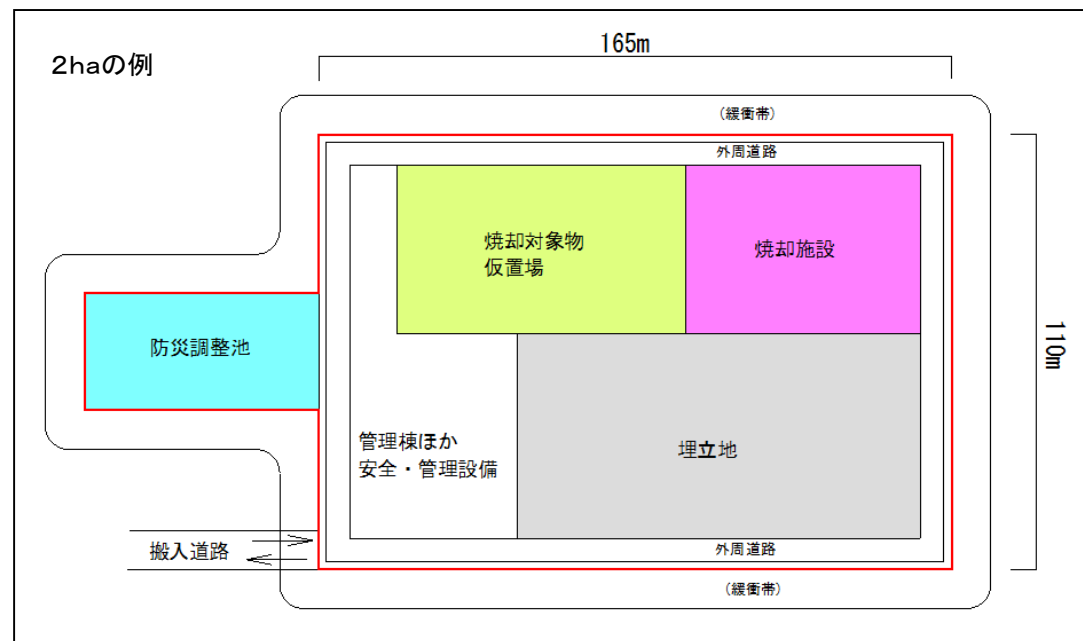 165m
2haの例
(緩衝帯)
外周道路
焼却対象物
仮置場
焼却施設
防災調整池
110m
管理棟ほか
安全・管理設備
埋立地
搬入道路
外周道路
(緩衝帯)